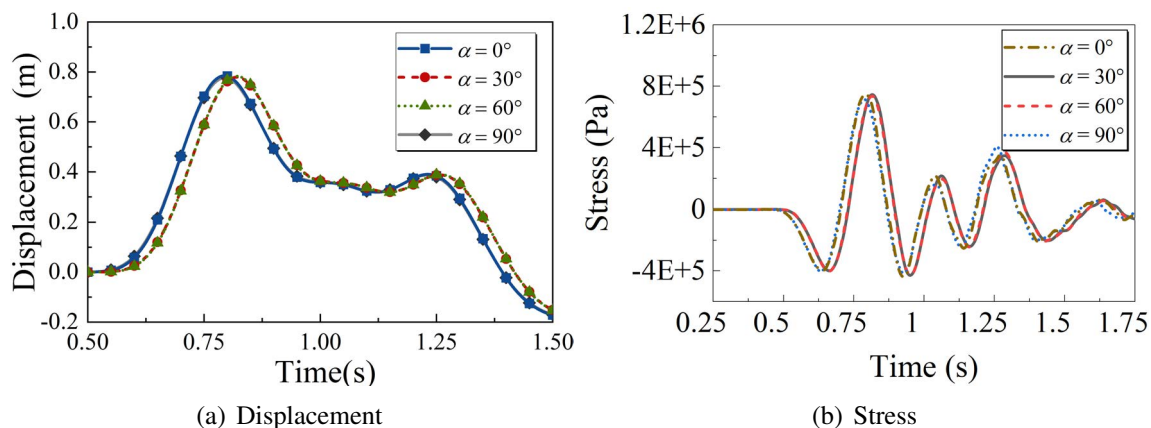 1.0
0.8
0.6
0.4
0.2
0.0
-0.2
Displacement (m)
α = 0°
α = 30°
α = 60°
α = 90°
0.50 0.75 1.00 1.25 1.50
Time(s)
(a) Displacement
1.2E+6
8E+5
4E+5
0
-4E+5
Stress (Pa)
α = 0°
α = 30°
α = 60°
α = 90°
0.25 0.5 0.75 1 1.25 1.5 1.75
Time (s)
(b) Stress